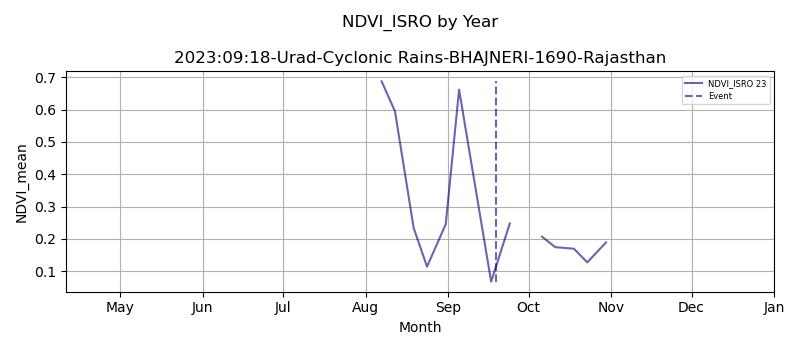 NDVI_ISRO by Year
2023:09:18-Urad-Cyclonic Rains-BHAJNERI-1690-Rajasthan
NDVI_mean
0.7
0.6
0.5
0.4
0.3
0.2
0.1
NDVI_ISRO 23
Event
May Jun Jul Aug Sep Oct Nov Dec Jan
Month